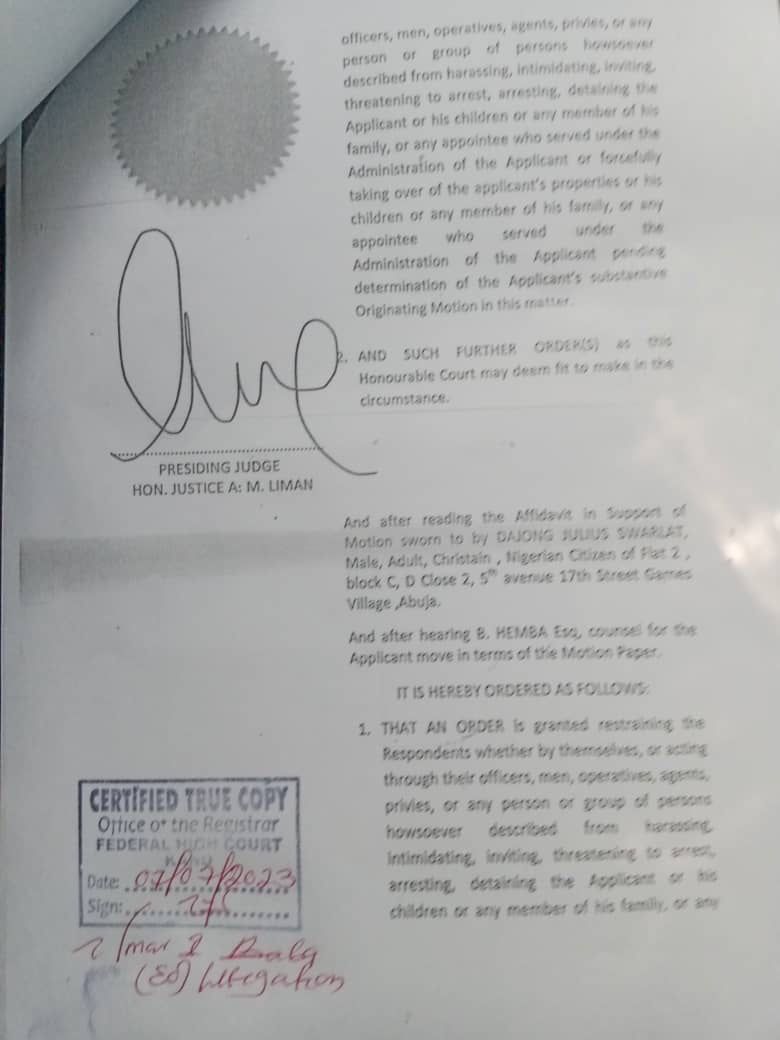 officers, men, operatives, agents, privies, or any
person or group of persons howsoever
described from harassing, intimidating, inviting,
threatening to arrest, arresting, detaining the
Applicant or his children or any member of his
family, or any appointee who served under the
Administration of the Applicant or forcefully
taking over of the applicant's properties or his
children or any member of his family, or any
appointee who served under the
Administration of the Applicant pending
determination of the Applicant's substantive
Originating Motion in this matter.
2. AND SUCH FURTHER ORDER(S) as this
Honourable Court may deem fit to make in the
circumstance.
PRESIDING JUDGE
HON. JUSTICE A: M. LIMAN
And after reading the Affidavit in Support of
Motion sworn to by DAJONG JULIUS SWARLAT,
Male, Adult, Christain , Nigerian Citizen of Flat 2 ,
block C, D Close 2, 5th avenue 17th Street Games
Village ,Abuja.
And after hearing B. HEMBA Esq, counsel for the
Applicant move in terms of the Motion Paper.
IT IS HEREBY ORDERED AS FOLLOWS:
1. THAT AN ORDER is granted restraining the
Respondents whether by themselves, or acting
through their officers, men, operatives, agents,
privies, or any person or group of persons
howsoever described from harassing,
intimidating, inviting, threatening to arrest,
arresting, detaining the Applicant or his
children or any member of his family, or any
CERTIFIED TRUE COPY
Office of the Registrar
FEDERAL HIGH COURT
Date: 07/07/2023
Sign:
(EO) Litigation